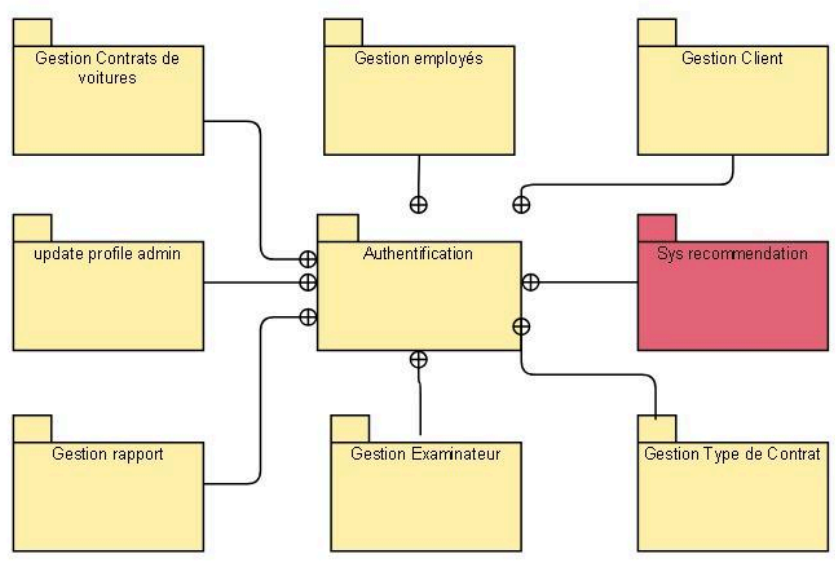 Gestion Contrats de
voitures
Gestion employés
Gestion Client
update profile admin
Authentification
Sys recommendation
Gestion rapport
Gestion Examinateur
Gestion Type de Contrat